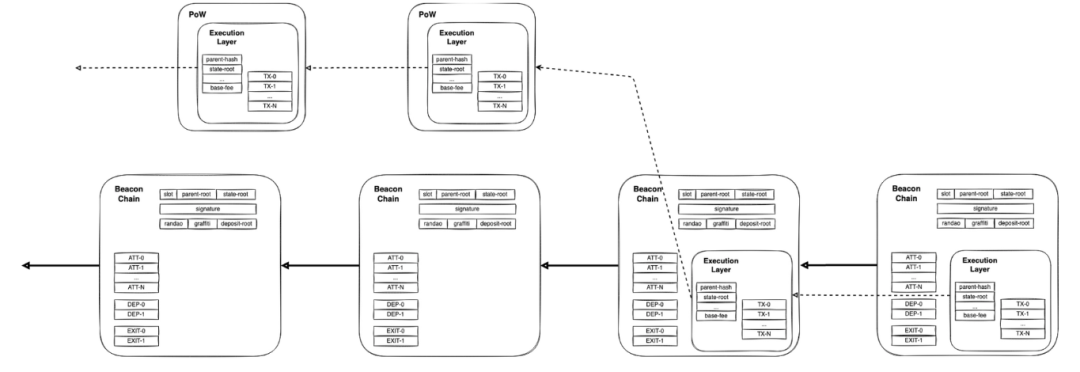 PoW
Execution
Layer
parent-hash
state-root
...
base-fee
TX-0
TX-1
...
TX-N
PoW
Execution
Layer
parent-hash
state-root
...
base-fee
TX-0
TX-1
...
TX-N
Beacon
Chain
slot parent-root state-root
signature
randao graffiti deposit-root
ATT-0
ATT-1
...
ATT-N
DEP-0
DEP-1
EXIT-0
EXIT-1
Beacon
Chain
slot parent-root state-root
signature
randao graffiti deposit-root
ATT-0
ATT-1
...
ATT-N
DEP-0
DEP-1
EXIT-0
EXIT-1
Beacon
Chain
slot parent-root state-root
signature
randao graffiti deposit-root
ATT-0
ATT-1
...
ATT-N
DEP-0
DEP-1
EXIT-0
EXIT-1
Execution
Layer
parent-hash
state-root
...
base-fee
TX-0
TX-1
...
TX-N
Beacon
Chain
slot parent-root state-root
signature
randao graffiti deposit-root
ATT-0
ATT-1
...
ATT-N
DEP-0
DEP-1
EXIT-0
EXIT-1
Execution
Layer
parent-hash
state-root
...
base-fee
TX-0
TX-1
...
TX-N